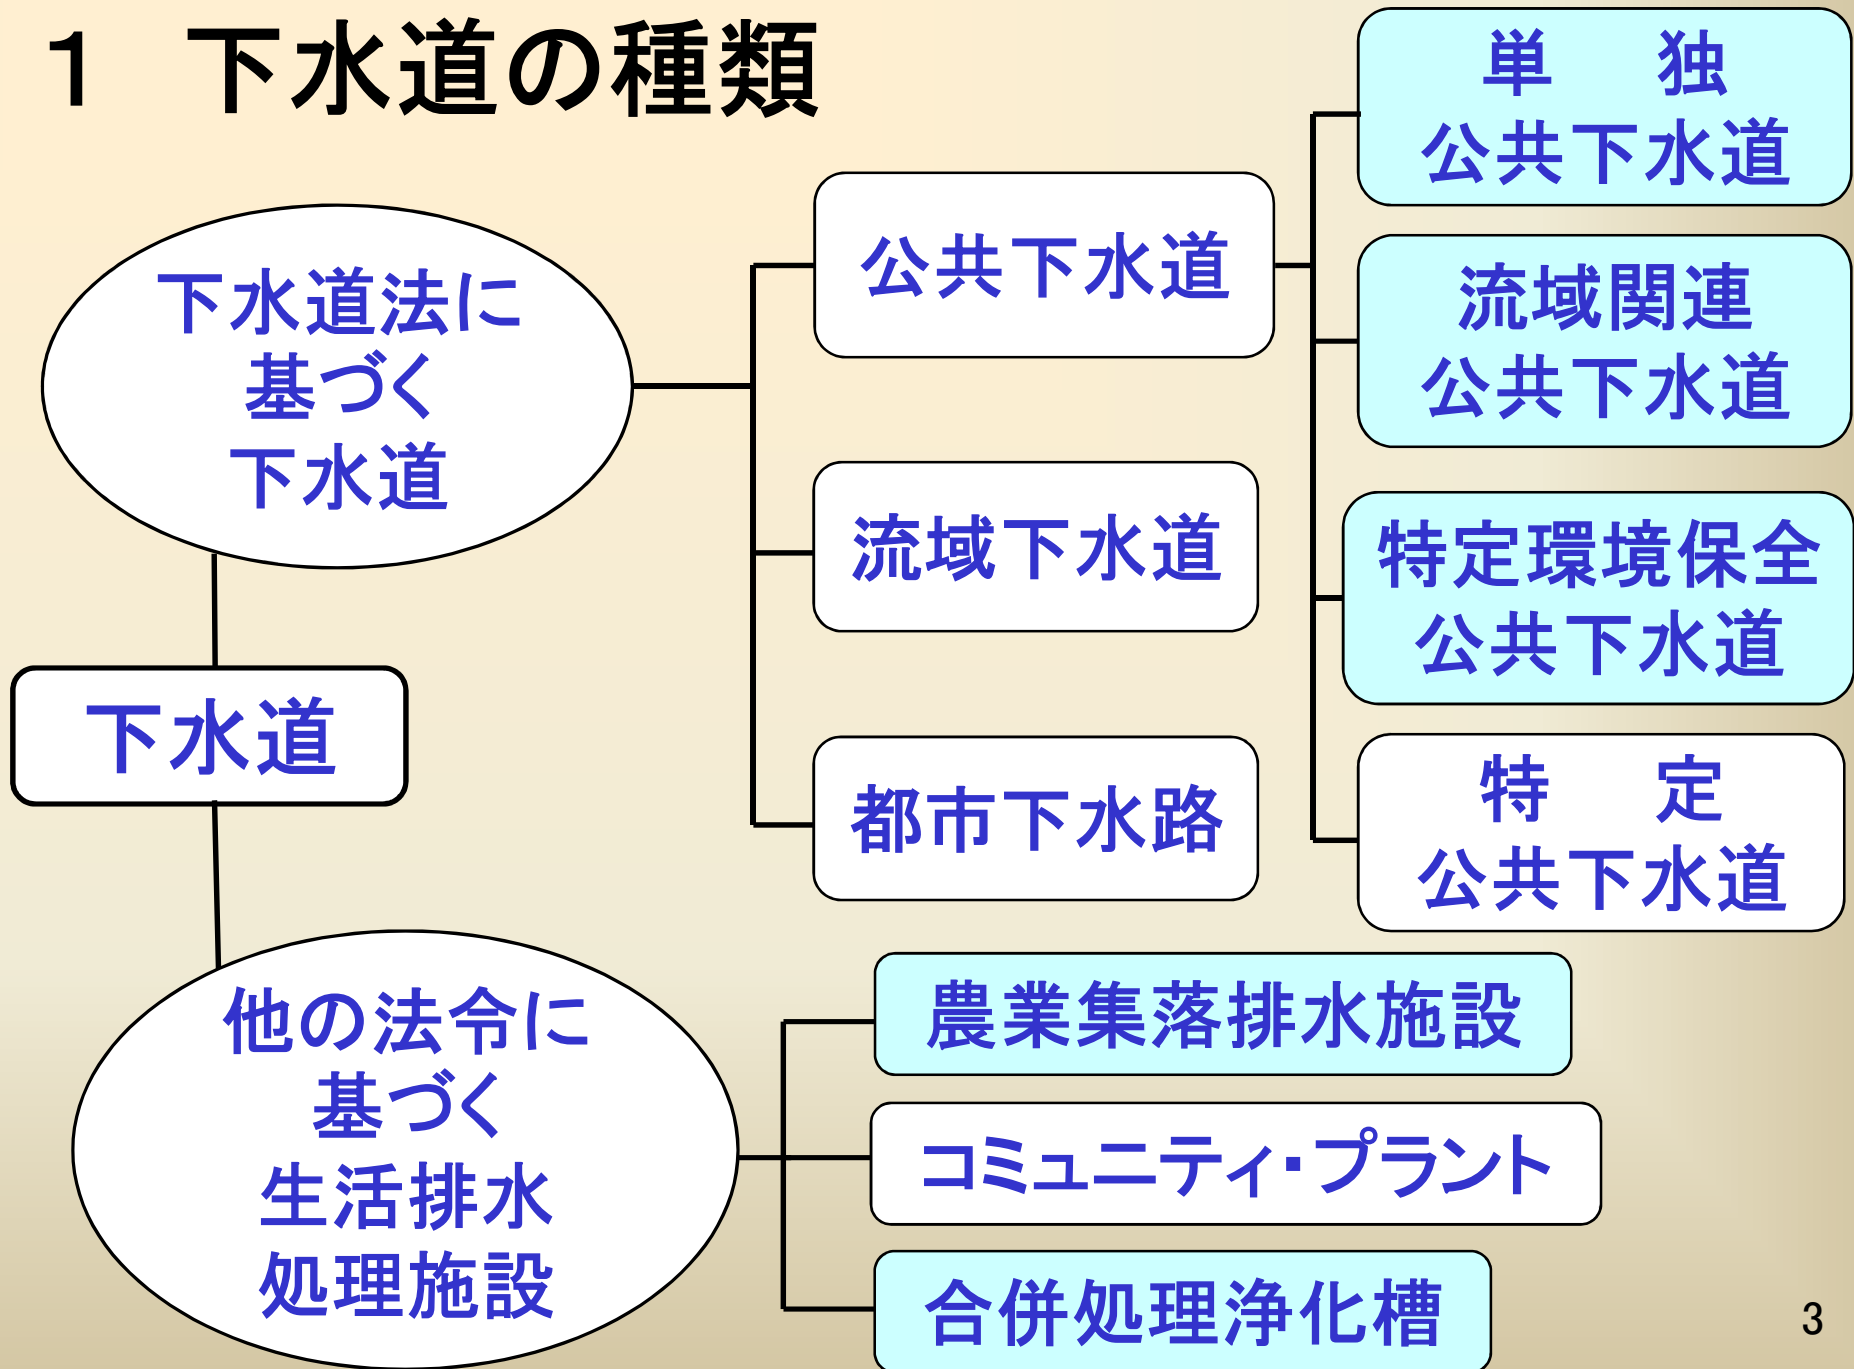 １　下水道の種類
下水道法に
基づく
下水道
下水道
他の法令に
基づく
生活排水
処理施設
公共下水道
流域下水道
都市下水路
単　独
公共下水道
流域関連
公共下水道
特定環境保全
公共下水道
特　定
公共下水道
農業集落排水施設
コミュニティ・プラント
合併処理浄化槽
3